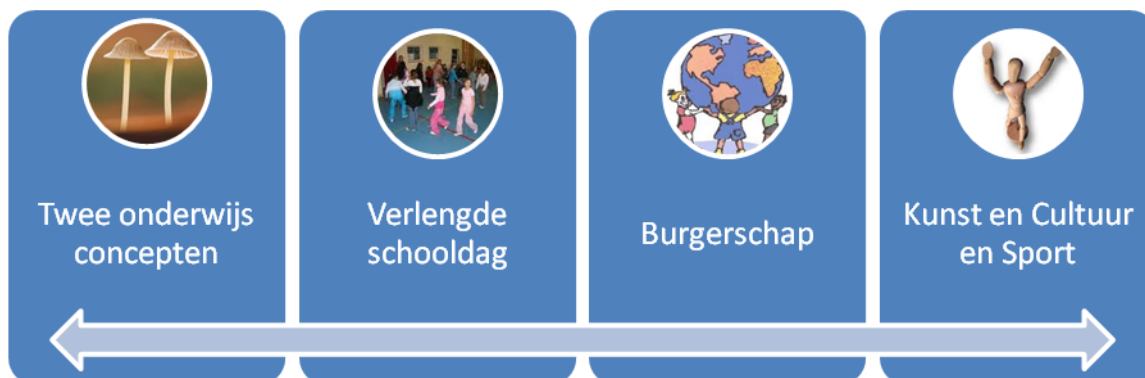 Twee onderwijs
concepten
Verlengde
schooldag
Burgerschap
Kunst en Cultuur
en Sport